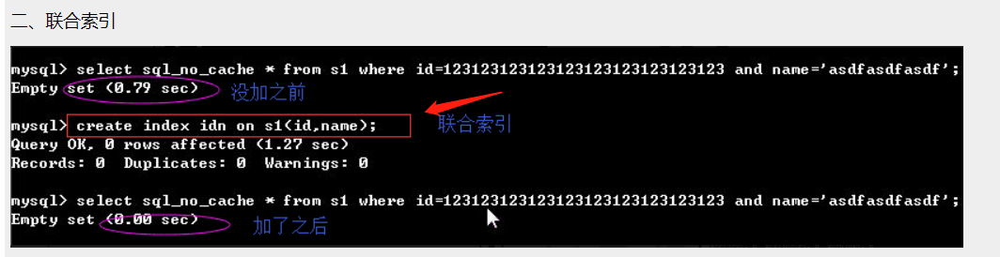 二、联合索引
mysql> select sql_no_cache * from s1 where id=123123123123123123123123123123 and name='asdfasdfasdf';
Empty set (0.79 sec) 没加之前
mysql> create index idn on s1(id,name); 联合索引
Query OK, 0 rows affected (1.27 sec)
Records: 0 Duplicates: 0 Warnings: 0
mysql> select sql_no_cache * from s1 where id=123123123123123123123123123123 and name='asdfasdfasdf';
Empty set (0.00 sec) 加了之后